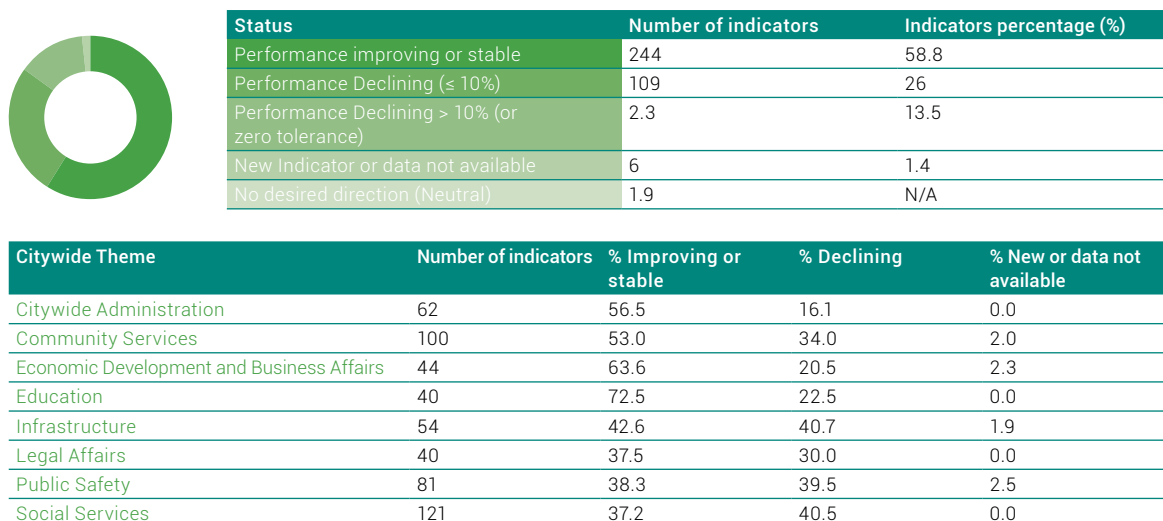 Status Number of indicators Indicators percentage (%)
Performance improving or stable 244 58.8
Performance Declining (≤ 10%) 109 26
Performance Declining > 10% (or 2.3 13.5
zero tolerance)
New Indicator or data not available 6 1.4
No desired direction (Neutral) 1.9 N/A
Citywide Theme Number of indicators % Improving or % Declining % New or data not
stable available
Citywide Administration 62 56.5 16.1 0.0
Community Services 100 53.0 34.0 2.0
Economic Development and Business Affairs 44 63.6 20.5 2.3
Education 40 72.5 22.5 0.0
Infrastructure 54 42.6 40.7 1.9
Legal Affairs 40 37.5 30.0 0.0
Public Safety 81 38.3 39.5 2.5
Social Services 121 37.2 40.5 0.0